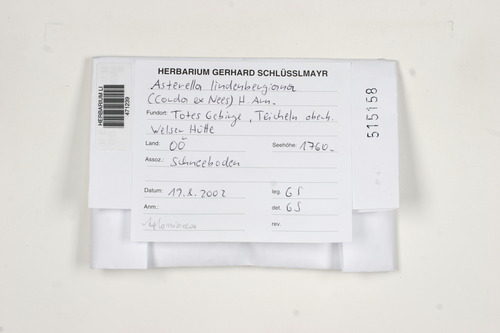 HERBARIUM GERHARD SCHLÜSSLMAYR
Asterella lindenbergiana
(Corda ex Nees) H. Arn.
Fundort: Totes Gebirge, Teicheln oberh.
Welser Hütte
Land: OÖ Seehöhe: 1760.-
Assoz.: Schneeboden
Datum: 19.8.2002 leg. GS
Anm.: det. GS
rev.
HERBARIUM LI
471239
515158